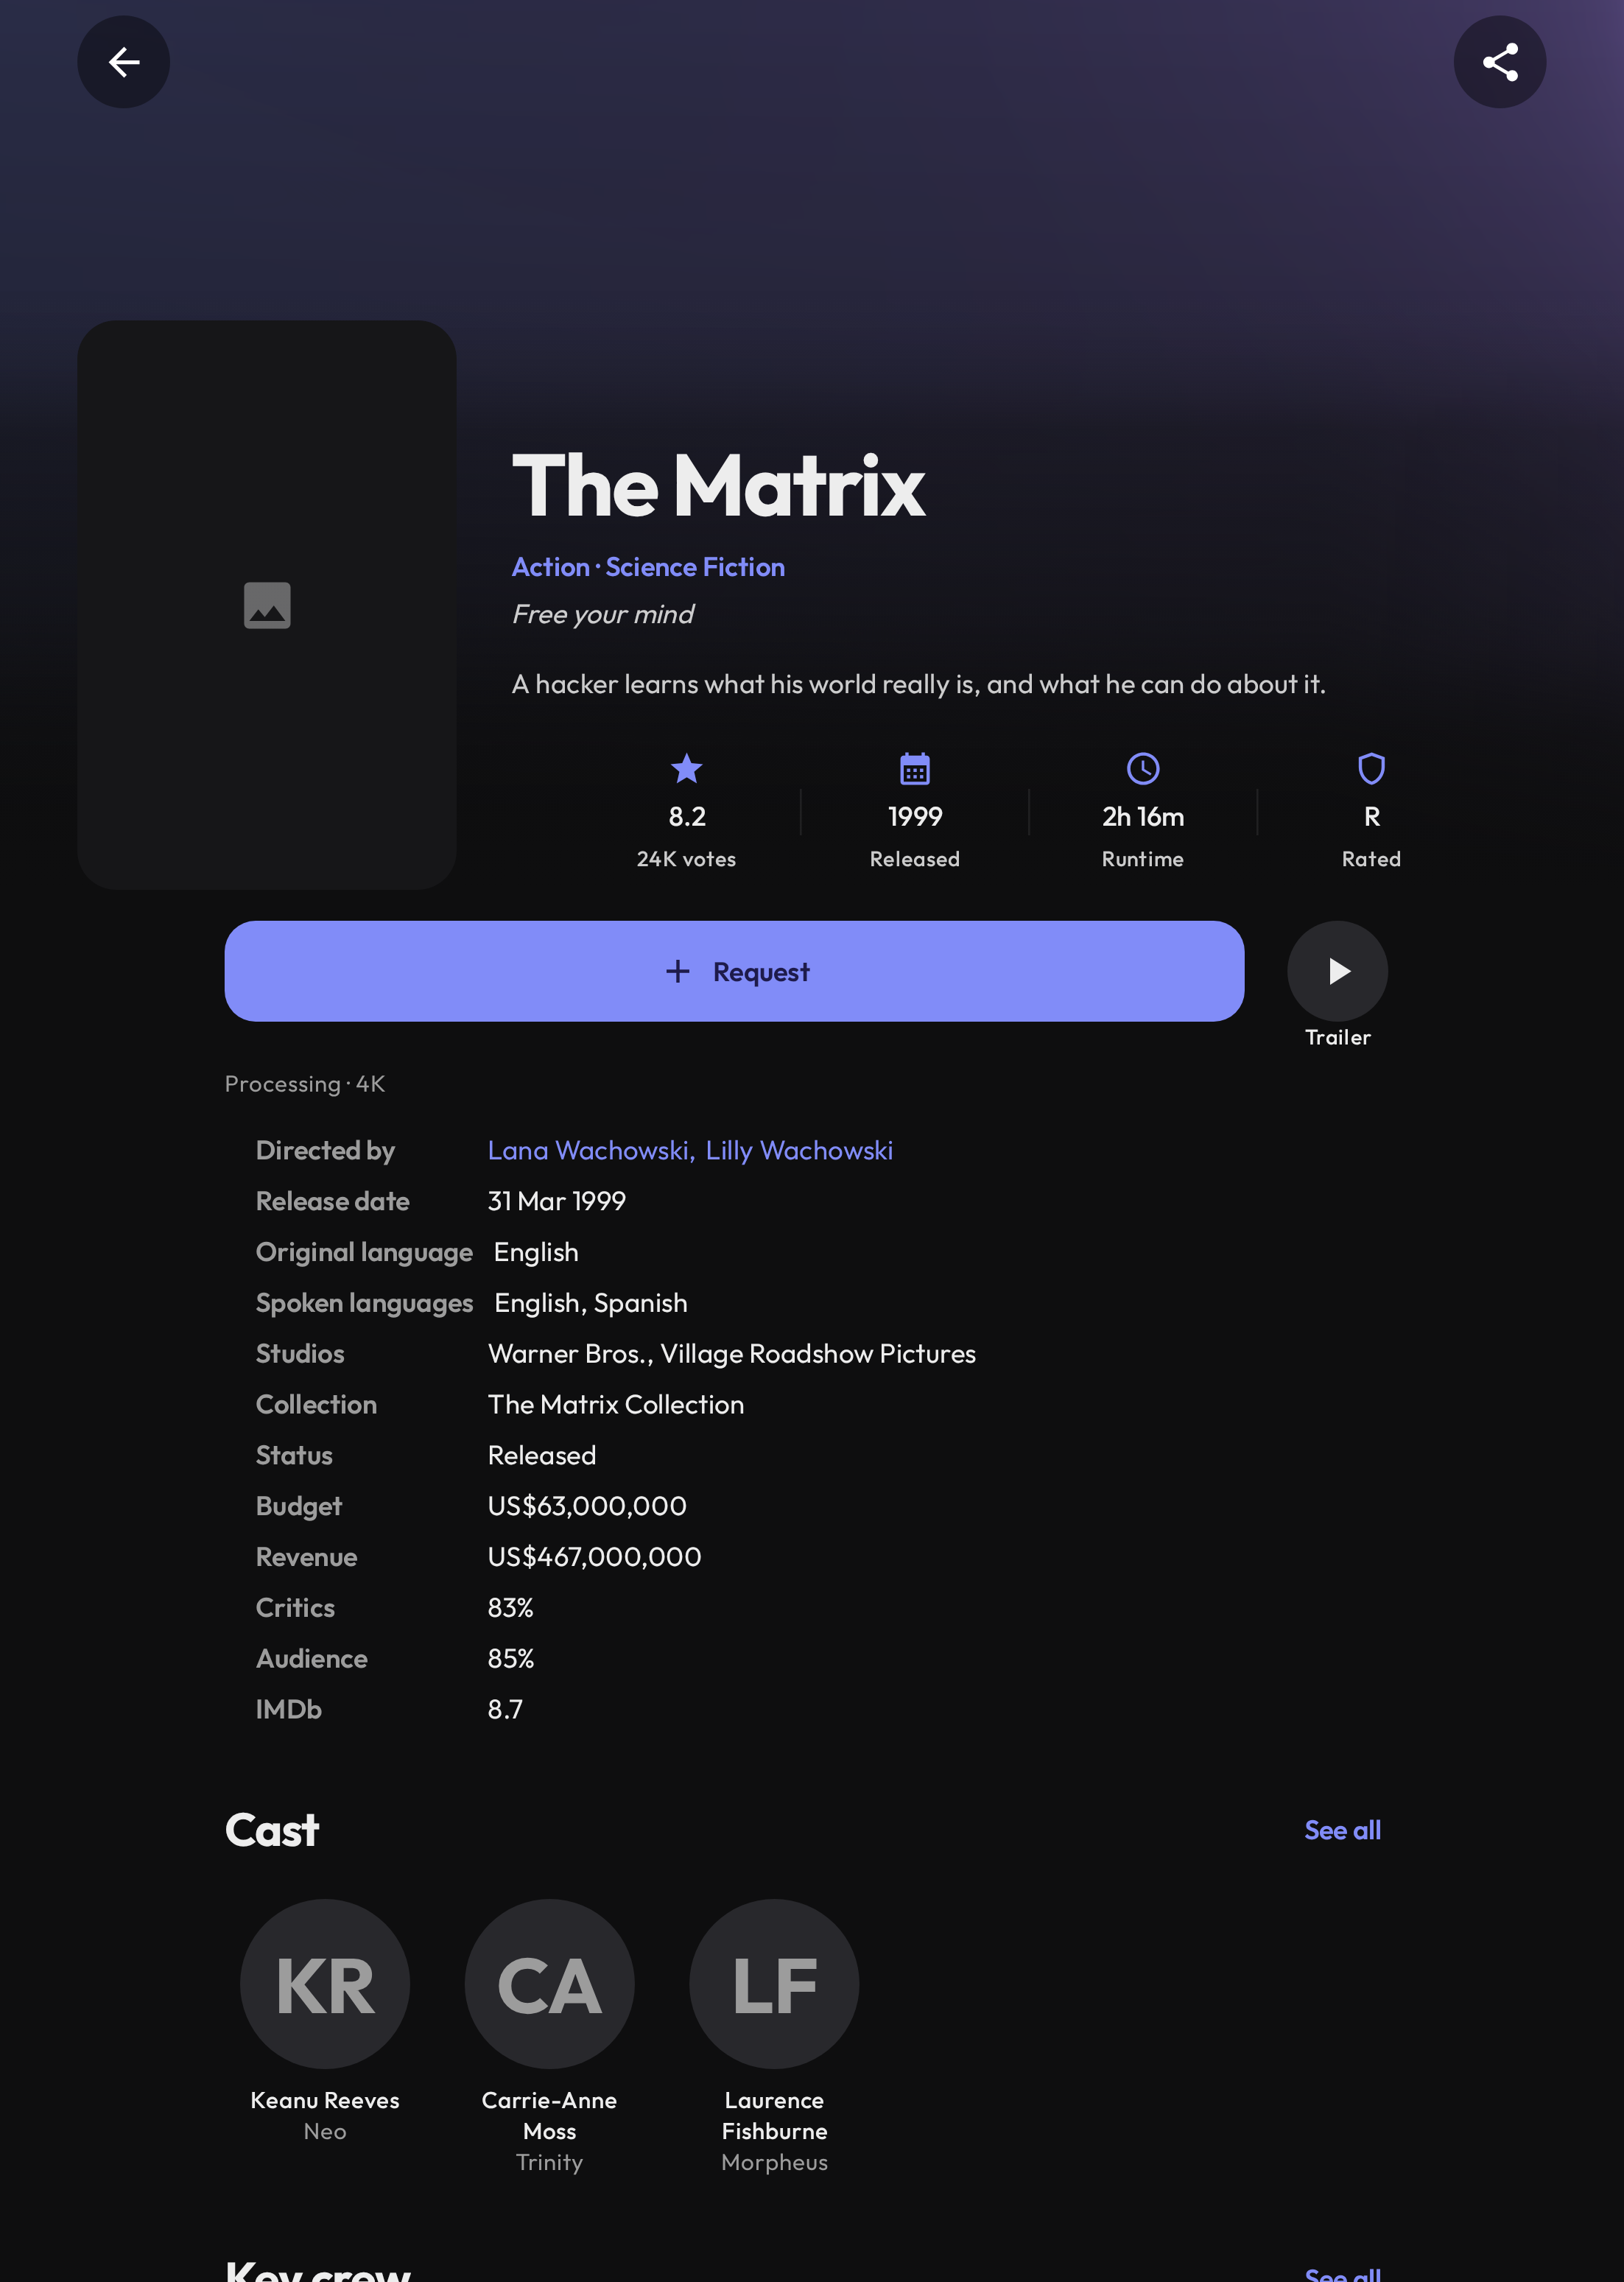 The Matrix
Action · Science Fiction
Free your mind
A hacker learns what his world really is, and what he can do about it.
8.2 1999 2h 16m R
24K votes Released Runtime Rated
Request
Trailer
Processing · 4K
Directed by Lana Wachowski, Lilly Wachowski
Release date 31 Mar 1999
Original language English
Spoken languages English, Spanish
Studios Warner Bros., Village Roadshow Pictures
Collection The Matrix Collection
Status Released
Budget US$63,000,000
Revenue US$467,000,000
Critics 83%
Audience 85%
IMDb 8.7
Cast See all
KR CA LF
Keanu Reeves Carrie-Anne Laurence
Neo Moss Fishburne
Trinity Morpheus
Key crew See all